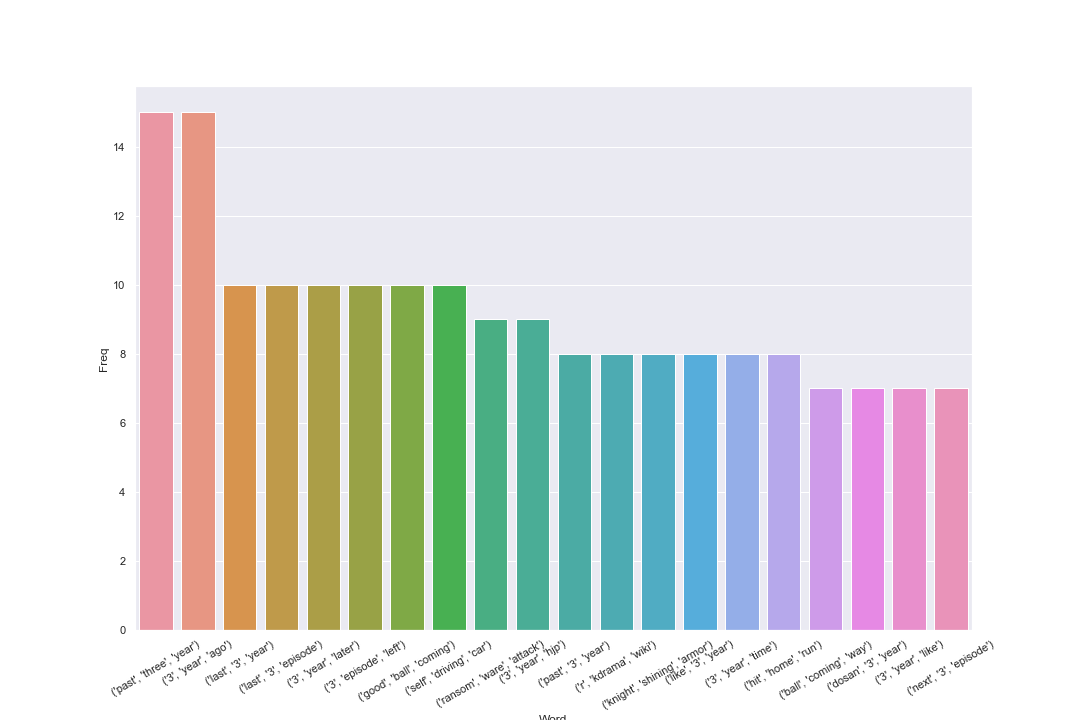 14
12
10
8
6
4
2
0
Freq
('past', 'three', 'year')
('3', 'year', 'ago')
('last', '3', 'year')
('last', '3', 'episode')
('3', 'year', 'later')
('3', 'episode', 'left')
('good', 'ball', 'coming')
('self', 'driving', 'car')
('ransom', 'ware', 'attack')
('3', 'year', 'hip')
('past', '3', 'year')
('r', 'kdrama', 'wiki')
('knight', 'shining', 'armor')
('like', '3', 'year')
('3', 'year', 'time')
('hit', 'home', 'run')
('ball', 'coming', 'way')
('dosan', '3', 'year')
('3', 'year', 'like')
('next', '3', 'episode')
Word